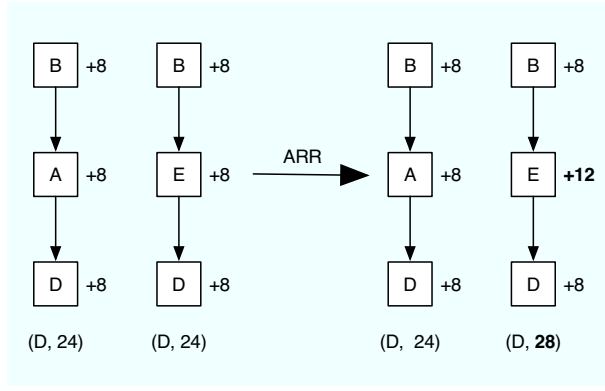 B +8 B +8 B +8 B +8
ARR
A +8 E +8 A +8 E +12
D +8 D +8 D +8 D +8
(D, 24) (D, 24) (D, 24) (D, 28)